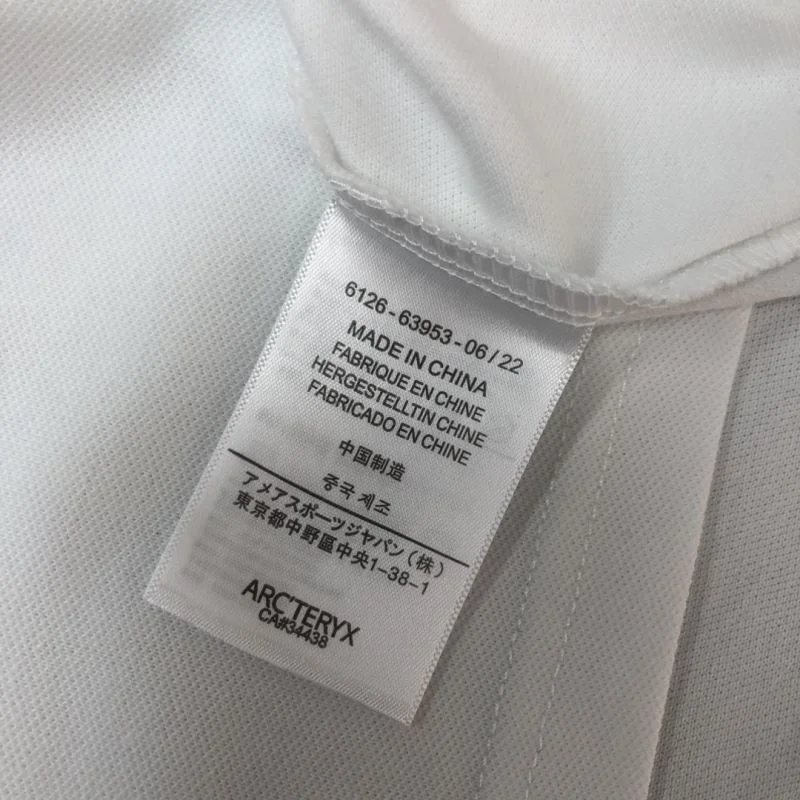 6126-63953-06/22
MADE IN CHINA
FABRIQUE EN CHINE
HERGESTELLTIN CHINE
FABRICADO EN CHINE
中国制造
중국 제조
アメアスポーツジャパン(株)
東京都中野區中央1-38-1
ARC'TERYX
CA#34438